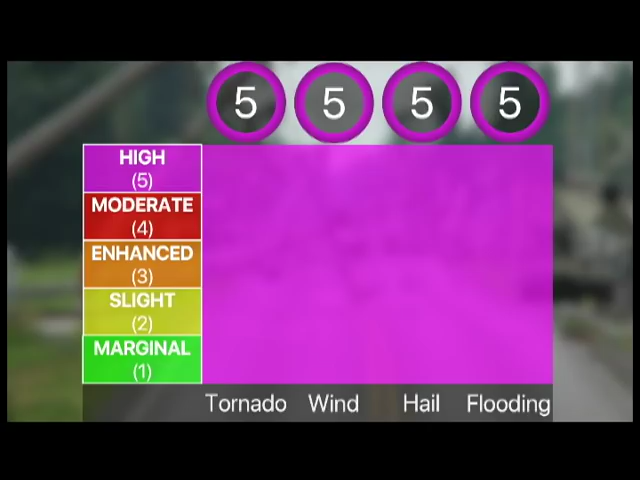 5 5 5 5
HIGH
(5)
MODERATE
(4)
ENHANCED
(3)
SLIGHT
(2)
MARGINAL
(1)
Tornado Wind Hail Flooding